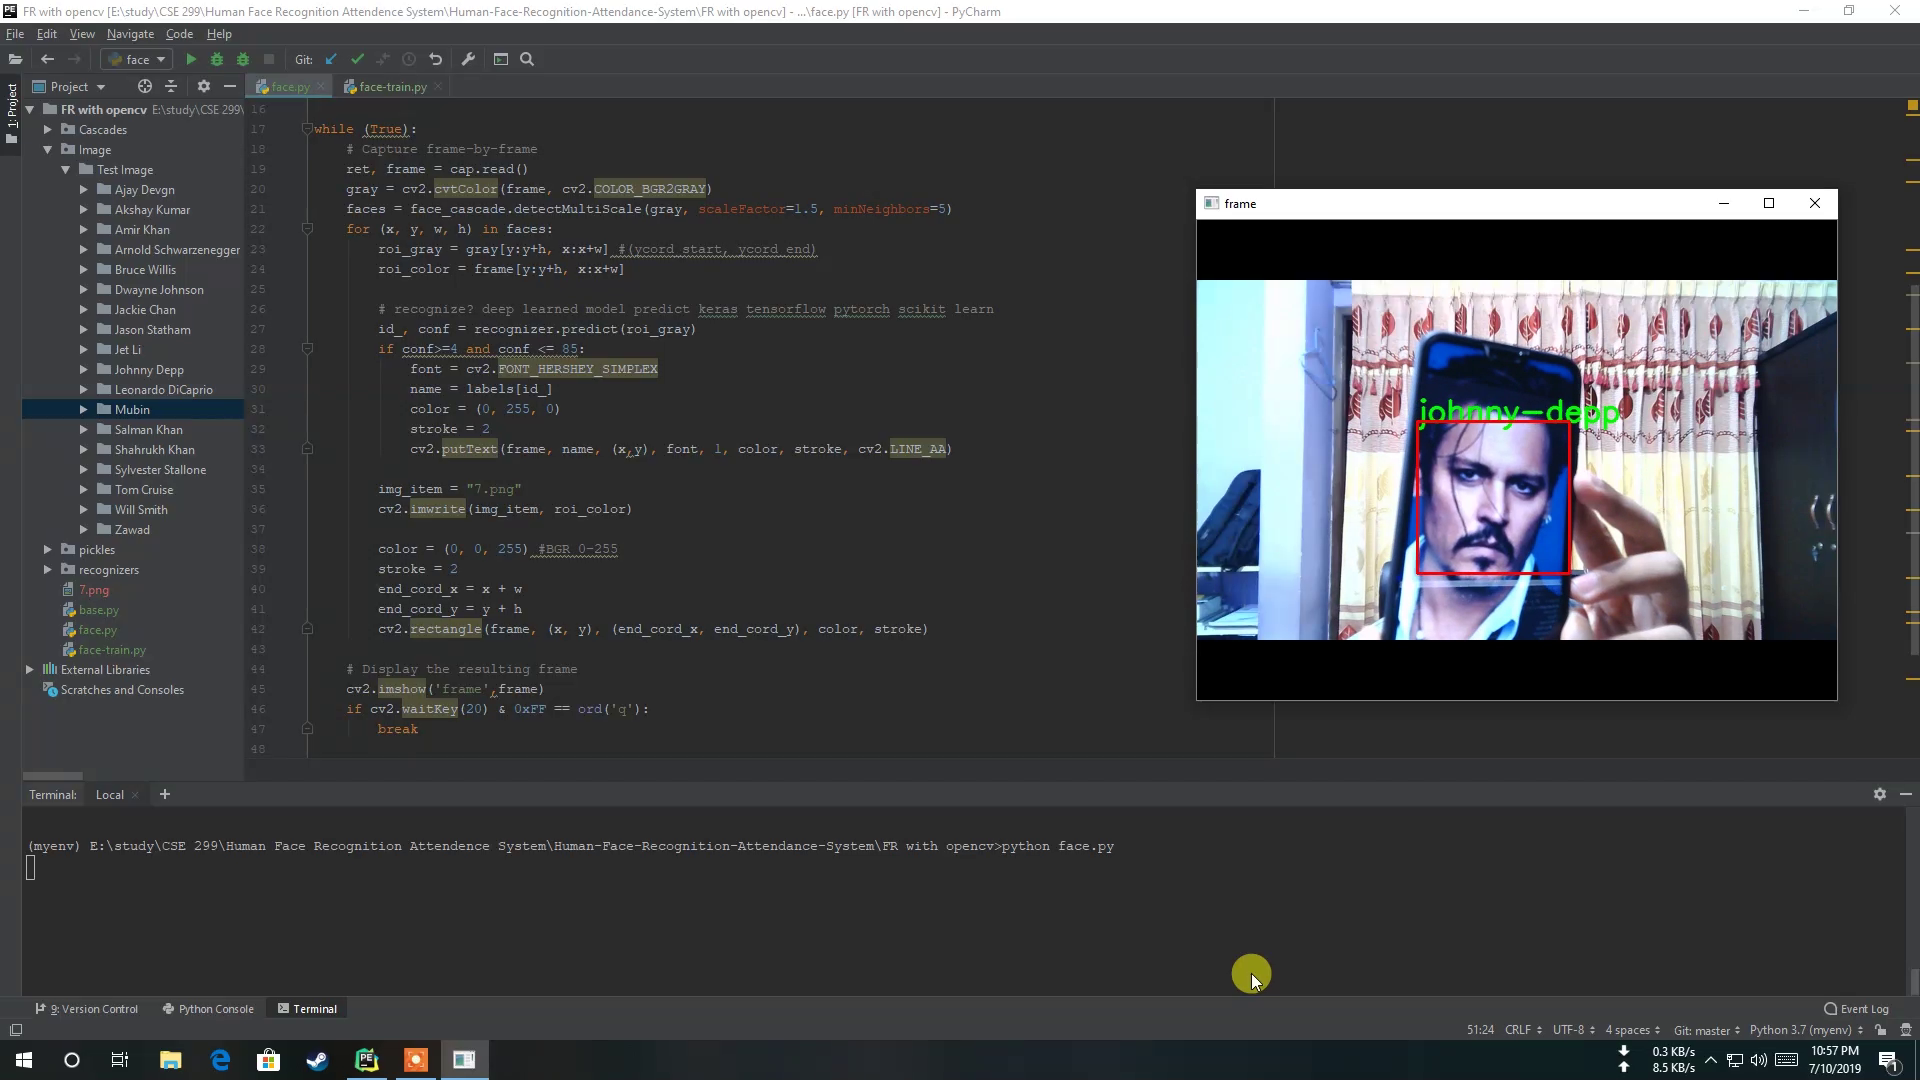 FR with opencv [E:\study\CSE 299\Human Face Recognition Attendence System\Human-Face-Recognition-Attendance-System\FR with opencv] - ...\face.py [FR with opencv] - PyCharm
File Edit View Navigate Code Help
face Git:
1: Project
Project
face.py
face-train.py
FR with opencv E:\study\CSE 299\
Cascades
Image
Test Image
Ajay Devgn
Akshay Kumar
Amir Khan
Arnold Schwarzenegger
Bruce Willis
Dwayne Johnson
Jackie Chan
Jason Statham
Jet Li
Johnny Depp
Leonardo DiCaprio
Mubin
Salman Khan
Shahrukh Khan
Sylvester Stallone
Tom Cruise
Will Smith
Zawad
pickles
recognizers
7.png
base.py
face.py
face-train.py
External Libraries
Scratches and Consoles
16
17 while (True):
18 # Capture frame-by-frame
19 ret, frame = cap.read()
20 gray = cv2.cvtColor(frame, cv2.COLOR_BGR2GRAY)
21 faces = face_cascade.detectMultiScale(gray, scaleFactor=1.5, minNeighbors=5)
22 for (x, y, w, h) in faces:
23 roi_gray = gray[y:y+h, x:x+w] #(ycord_start, ycord_end)
24 roi_color = frame[y:y+h, x:x+w]
25
26 # recognize? deep learned model predict keras tensorflow pytorch scikit learn
27 id_, conf = recognizer.predict(roi_gray)
28 if conf>=4 and conf <= 85:
29 font = cv2.FONT_HERSHEY_SIMPLEX
30 name = labels[id_]
31 color = (0, 255, 0)
32 stroke = 2
33 cv2.putText(frame, name, (x,y), font, 1, color, stroke, cv2.LINE_AA)
34
35 img_item = "7.png"
36 cv2.imwrite(img_item, roi_color)
37
38 color = (0, 0, 255) #BGR 0-255
39 stroke = 2
40 end_cord_x = x + w
41 end_cord_y = y + h
42 cv2.rectangle(frame, (x, y), (end_cord_x, end_cord_y), color, stroke)
43
44 # Display the resulting frame
45 cv2.imshow('frame',frame)
46 if cv2.waitKey(20) & 0xFF == ord('q'):
47 break
48
frame
johnny-depp
Terminal: Local
(myenv) E:\study\CSE 299\Human Face Recognition Attendence System\Human-Face-Recognition-Attendance-System\FR with opencv>python face.py
9: Version Control Python Console Terminal Event Log
51:24 CRLF UTF-8 4 spaces Git: master Python 3.7 (myenv)
0.3 KB/s
8.5 KB/s
10:57 PM
7/10/2019
1